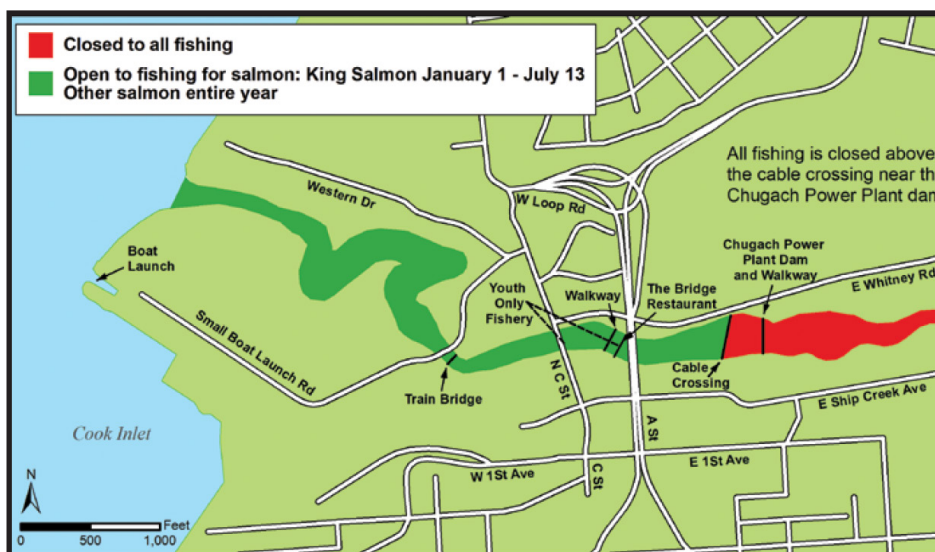 Closed to all fishing
Open to fishing for salmon: King Salmon January 1 - July 13
Other salmon entire year
All fishing is closed above
the cable crossing near th
Chugach Power Plant dam
Western Dr
W Loop Rd
Boat
Launch
Chugach Power
Plant Dam
and Walkway
E Whitney Rd
Youth
Only
Fishery
Walkway
The Bridge
Restaurant
Small Boat Launch Rd
Train Bridge
N C St
Cable
Crossing
E Ship Creek Ave
Cook Inlet
A St
W 1St Ave
C St
E 1St Ave
N
Feet
0
500
1,000